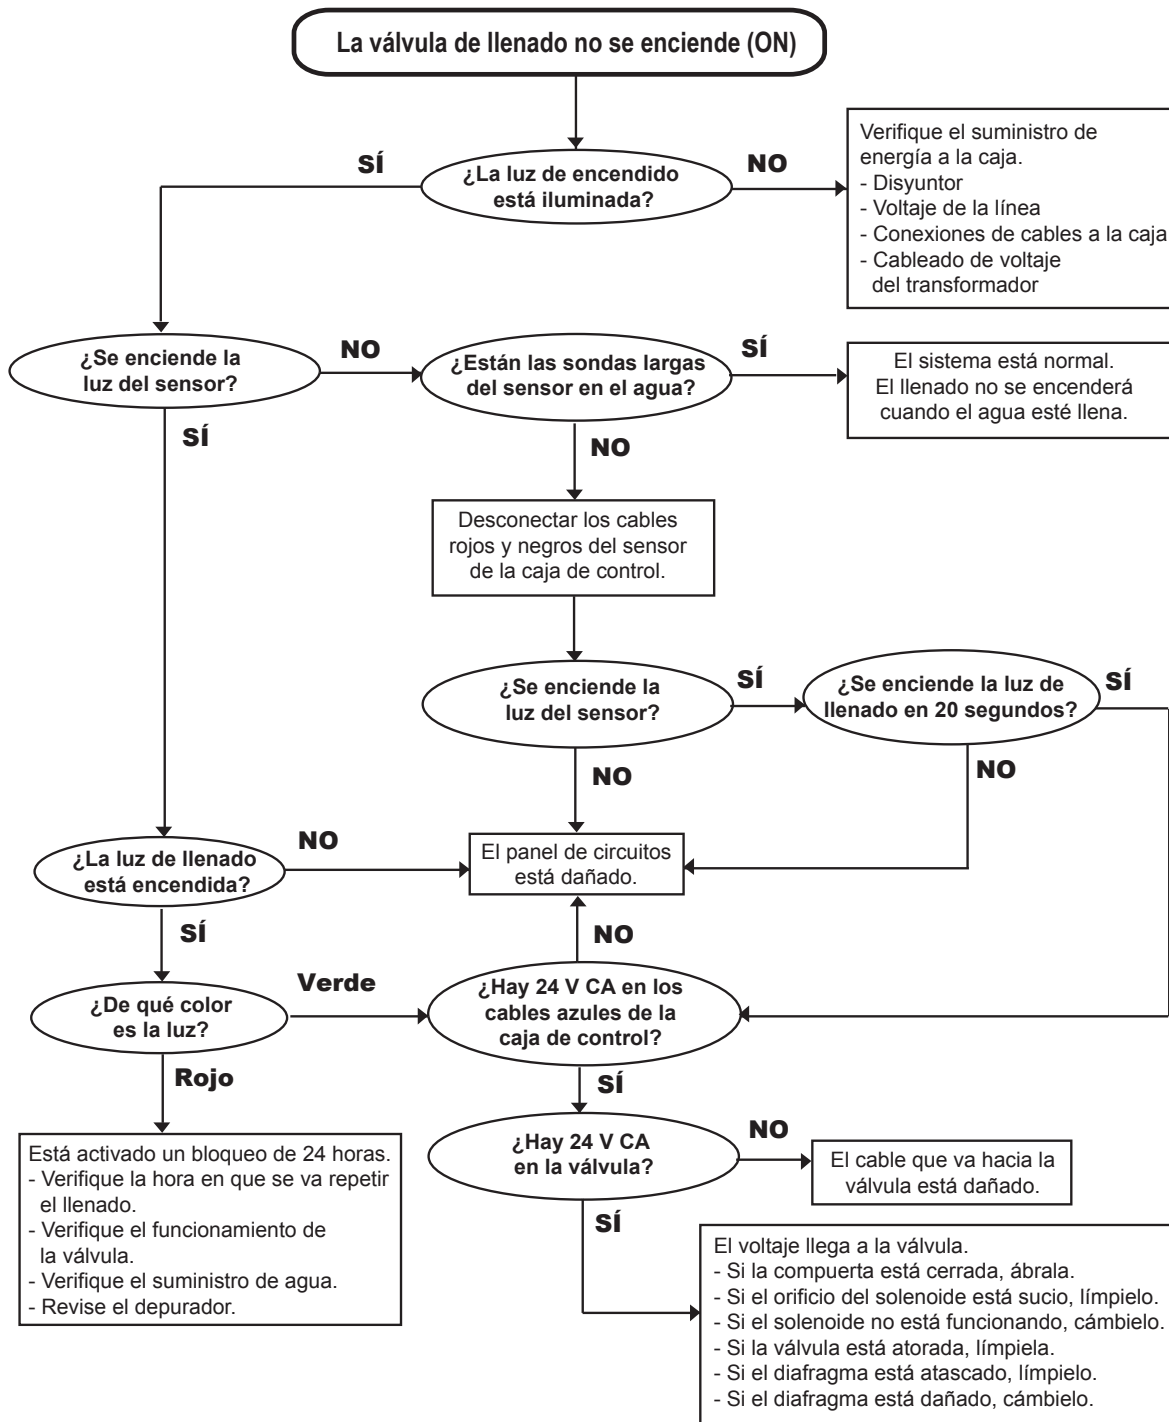 La válvula de llenado no se enciende (ON)
¿La luz de encendido
está iluminada?
SÍ
NO
Verifique el suministro de
energía a la caja.
- Disyuntor
- Voltaje de la línea
- Conexiones de cables a la caja
- Cableado de voltaje
del transformador
¿Se enciende la
luz del sensor?
NO
¿Están las sondas largas
del sensor en el agua?
SÍ
El sistema está normal.
El llenado no se encenderá
cuando el agua esté llena.
SÍ
NO
Desconectar los cables
rojos y negros del sensor
de la caja de control.
¿Se enciende la
luz del sensor?
SÍ
¿Se enciende la luz de
llenado en 20 segundos?
SÍ
NO
NO
¿La luz de llenado
está encendida?
NO
El panel de circuitos
está dañado.
SÍ
NO
¿De qué color
es la luz?
Verde
¿Hay 24 V CA en los
cables azules de la
caja de control?
Rojo
SÍ
Está activado un bloqueo de 24 horas.
- Verifique la hora en que se va repetir
el llenado.
- Verifique el funcionamiento de
la válvula.
- Verifique el suministro de agua.
- Revise el depurador.
¿Hay 24 V CA
en la válvula?
NO
El cable que va hacia la
válvula está dañado.
SÍ
El voltaje llega a la válvula.
- Si la compuerta está cerrada, ábrala.
- Si el orificio del solenoide está sucio, límpielo.
- Si el solenoide no está funcionando, cámbielo.
- Si la válvula está atorada, límpiela.
- Si el diafragma está atascado, límpielo.
- Si el diafragma está dañado, cámbielo.